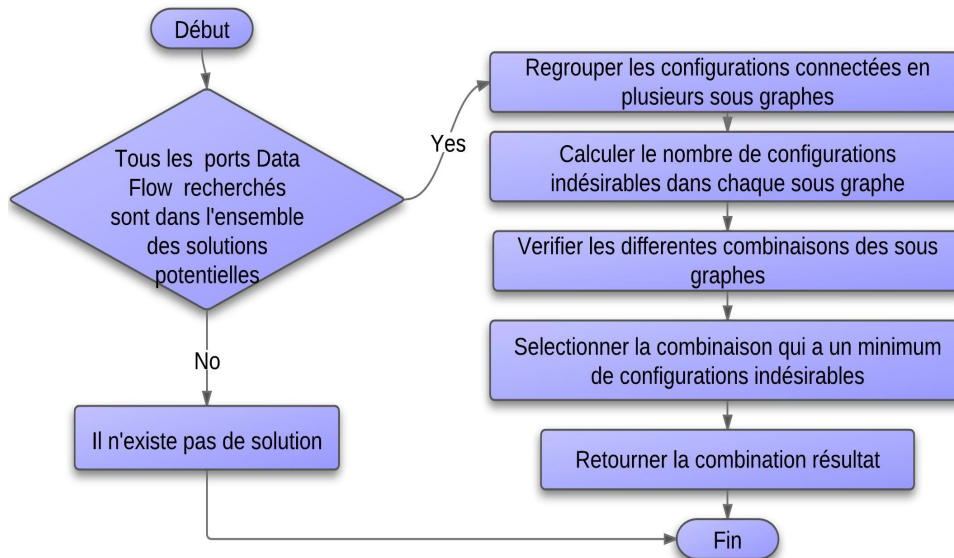 Début
Tous les ports Data
Flow recherchés
sont dans l'ensemble
des solutions
potentielles
Yes
No
Il n'existe pas de solution
Regrouper les configurations connectées en
plusieurs sous graphes
Calculer le nombre de configurations
indésirables dans chaque sous graphe
Verifier les differentes combinaisons des sous
graphes
Selectionner la combinaison qui a un minimum
de configurations indésirables
Retourner la combination résultat
Fin